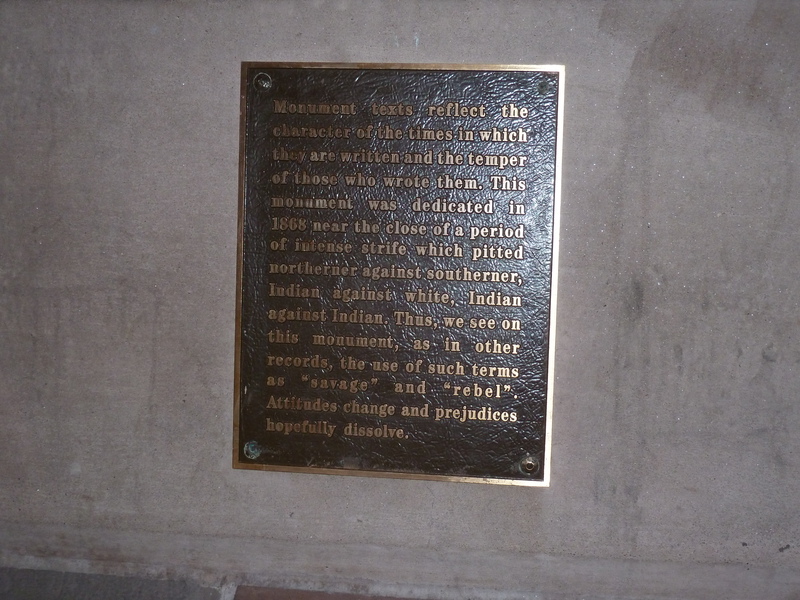 Monument texts reflect the
character of the times in which
they are written and the temper
of those who wrote them. This
monument was dedicated in
1868 near the close of a period
of intense strife which pitted
northerner against southerner,
Indian against white, Indian
against Indian. Thus, we see on
this monument, as in other
records, the use of such terms
as "savage" and "rebel".
Attitudes change and prejudices
hopefully dissolve.